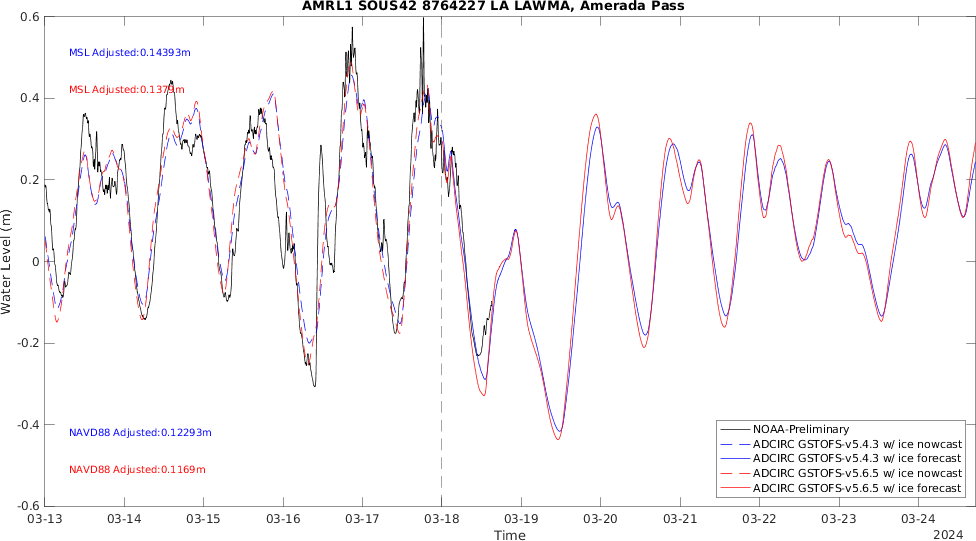 AMRL1 SOUS42 8764227 LA LAWMA, Amerada Pass
0.6
MSL Adjusted:0.14393m
0.4
MSL Adjusted:0.1379m
0.2
Water Level (m)
0
-0.2
-0.4
NAVD88 Adjusted:0.12293m
NAVD88 Adjusted:0.1169m
-0.6
NOAA-Preliminary
ADCIRC GSTOFS-v5.4.3 w/ ice nowcast
ADCIRC GSTOFS-v5.4.3 w/ ice forecast
ADCIRC GSTOFS-v5.6.5 w/ ice nowcast
ADCIRC GSTOFS-v5.6.5 w/ ice forecast
03-13 03-14 03-15 03-16 03-17 03-18 03-19 03-20 03-21 03-22 03-23 03-24
Time
2024